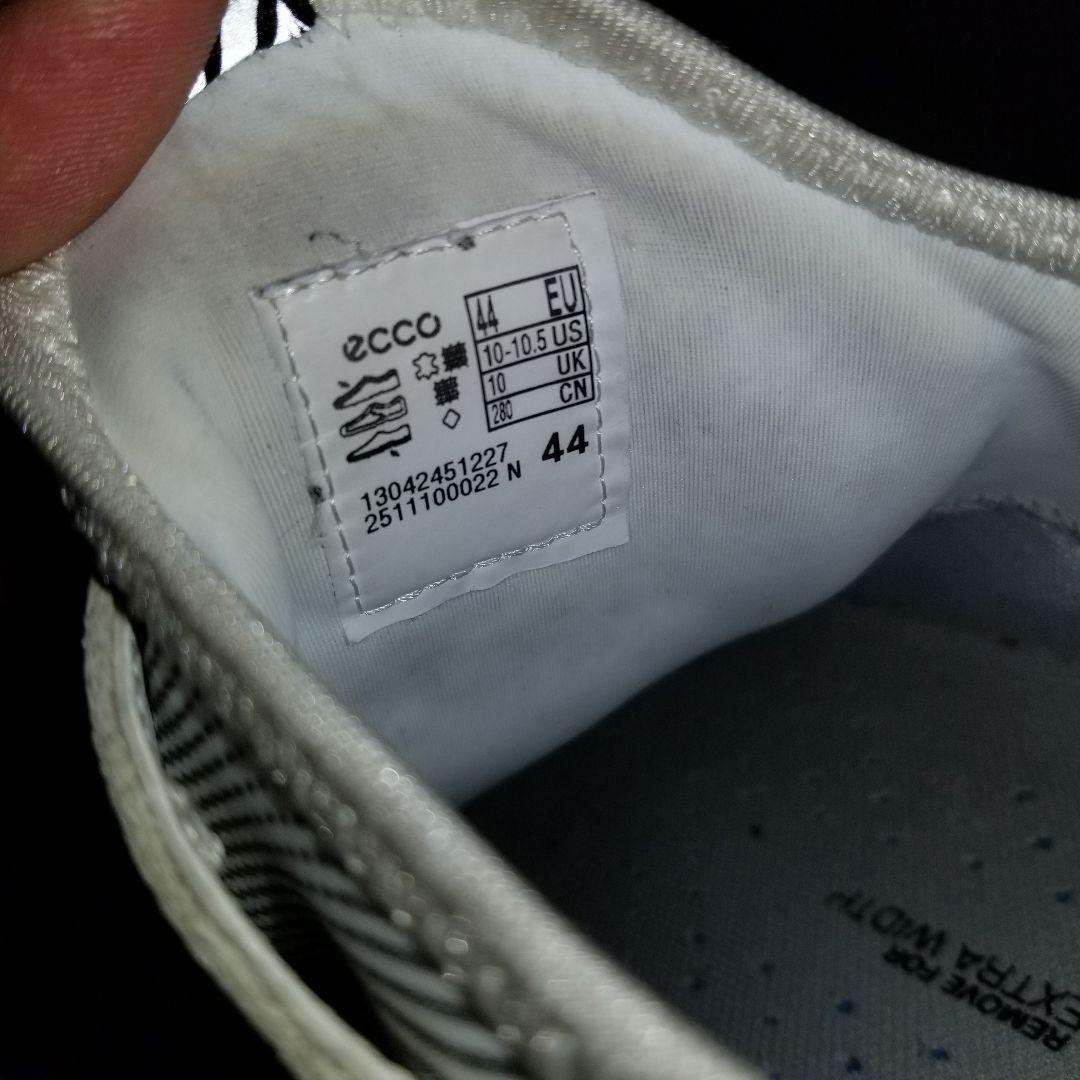 ecco
44 EU
10-10.5 US
10 UK
280 CN
13042451227
2511100022 N 44
REMOVE FOR
EXTRA WIDTH